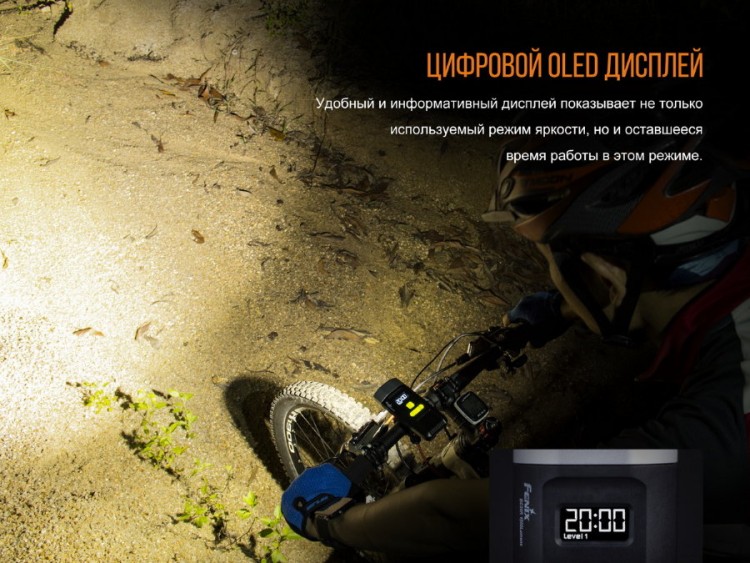 ЦИФРОВОЙ OLED ДИСПЛЕЙ
Удобный и информативный дисплей показывает не только
используемый режим яркости, но и оставшееся
время работы в этом режиме.
FENIX
20:00
Level 1